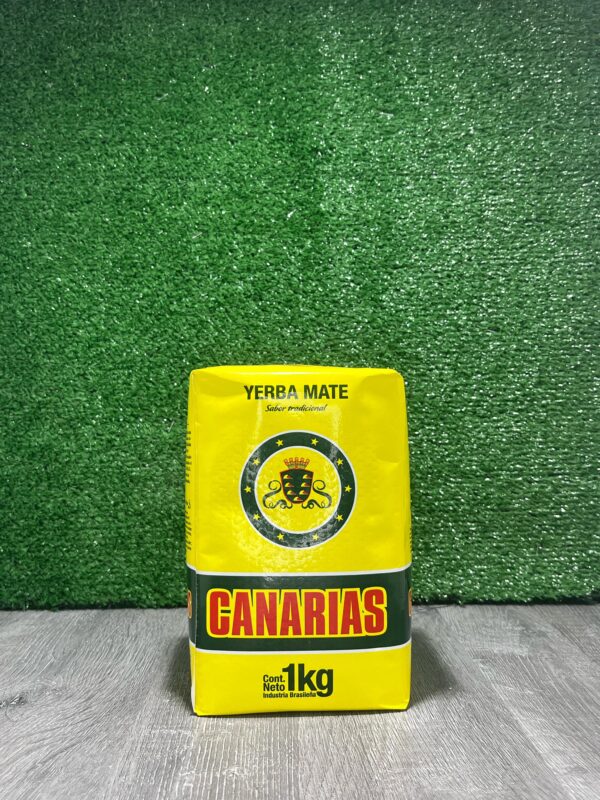 YERBA MATE
Sabor tradicional
CANARIAS
Cont.
Neto 1kg
Industria Brasileña